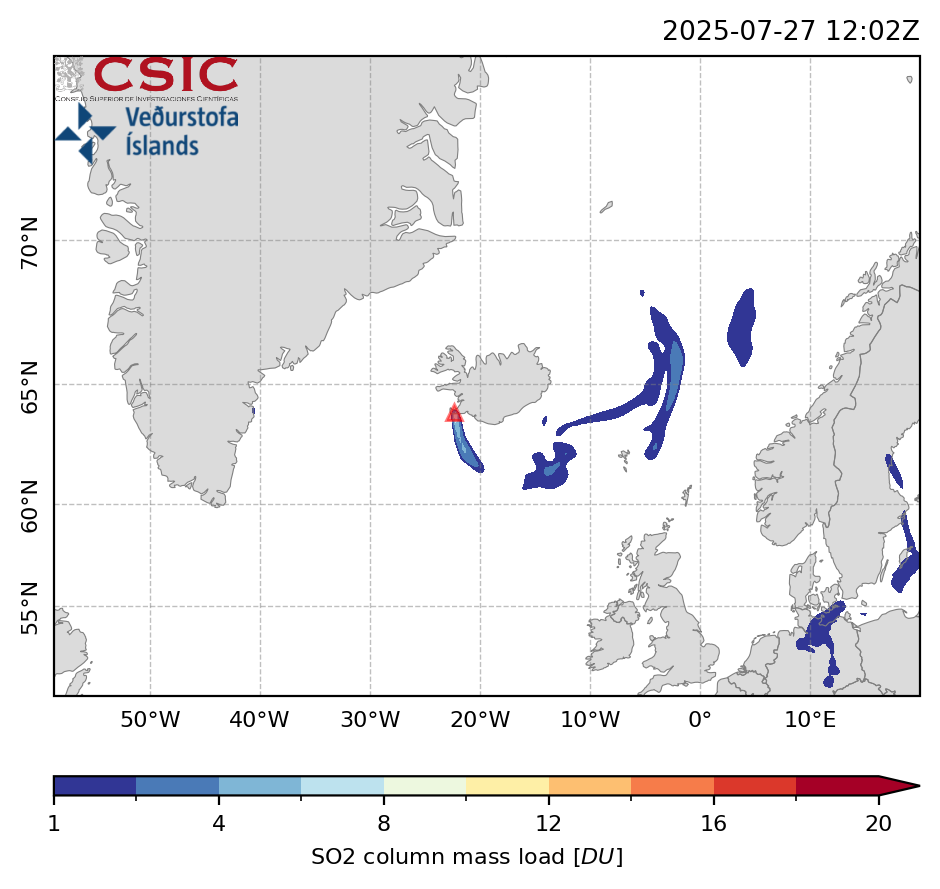 2025-07-27 12:02Z
CSIC
Consejo Superior de Investigaciones Científicas
Veðurstofa
Íslands
70°N
65°N
60°N
55°N
50°W 40°W 30°W 20°W 10°W 0° 10°E
1 4 8 12 16 20
SO2 column mass load [DU]